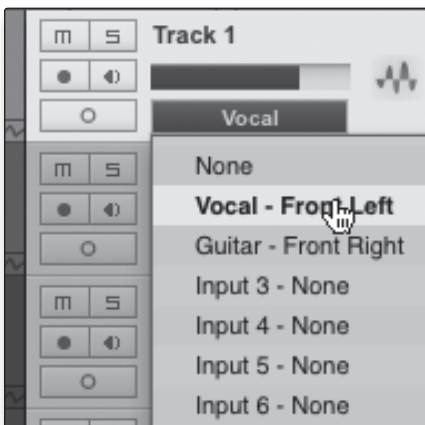 m S Track 1
Vocal
None
m S
Vocal - Front Left
Guitar - Front Right
Input 3 - None
m S
Input 4 - None
Input 5 - None
Input 6 - None